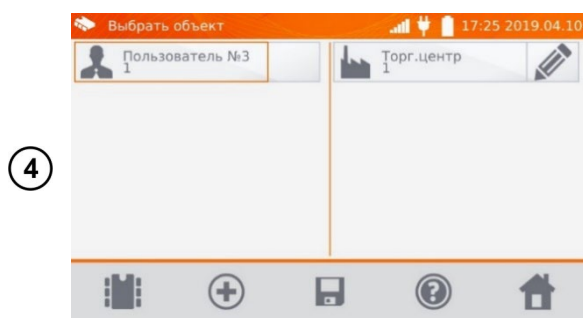 Выбрать объект 17:25 2019.04.10
Пользователь №3
1
Торг.центр
1
4